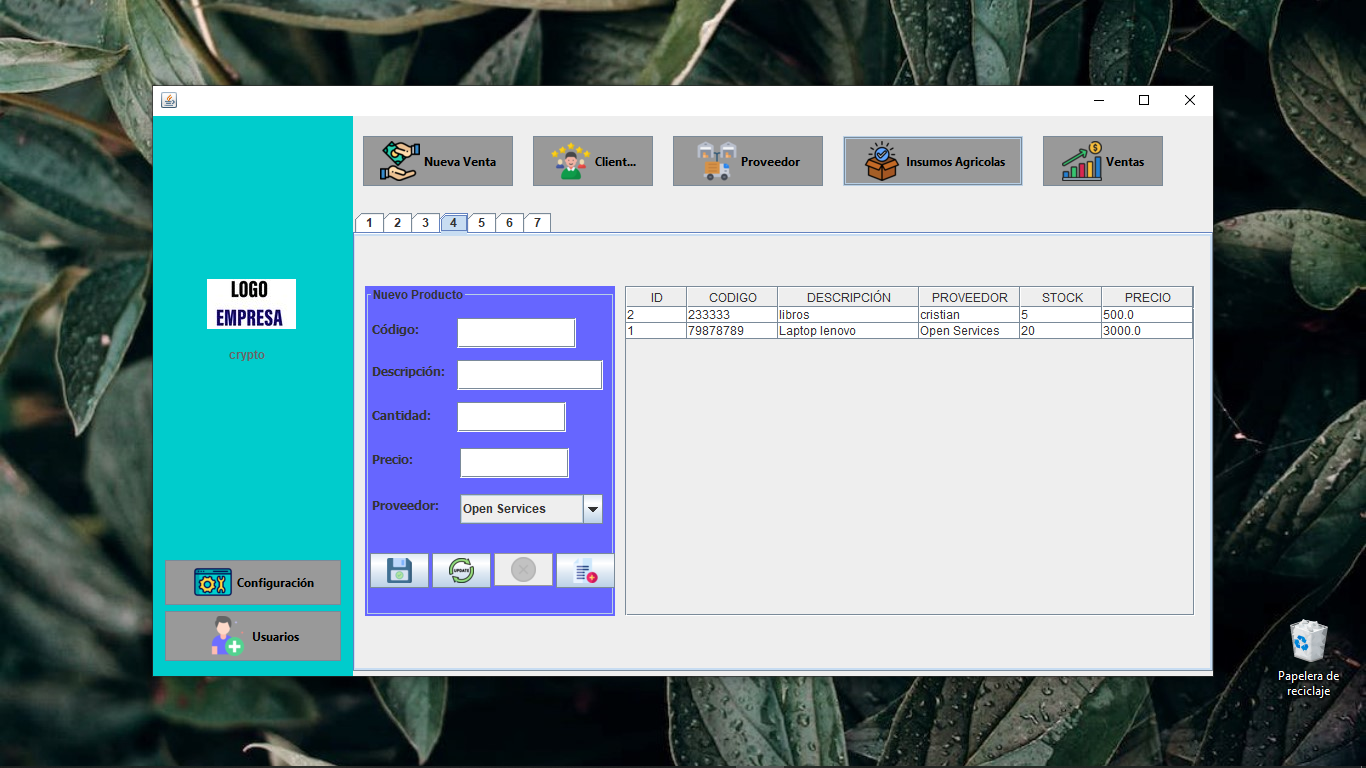 Nueva Venta
Client...
Proveedor
Insumos Agricolas
Ventas
1 2 3 4 5 6 7
LOGO
EMPRESA
crypto
Configuración
Usuarios
Nuevo Producto
Código:
Descripción:
Cantidad:
Precio:
Proveedor: Open Services
UPDATE
ID CODIGO DESCRIPCIÓN PROVEEDOR STOCK PRECIO
2 233333 libros cristian 5 500.0
1 79878789 Laptop lenovo Open Services 20 3000.0
Papelera de
reciclaje